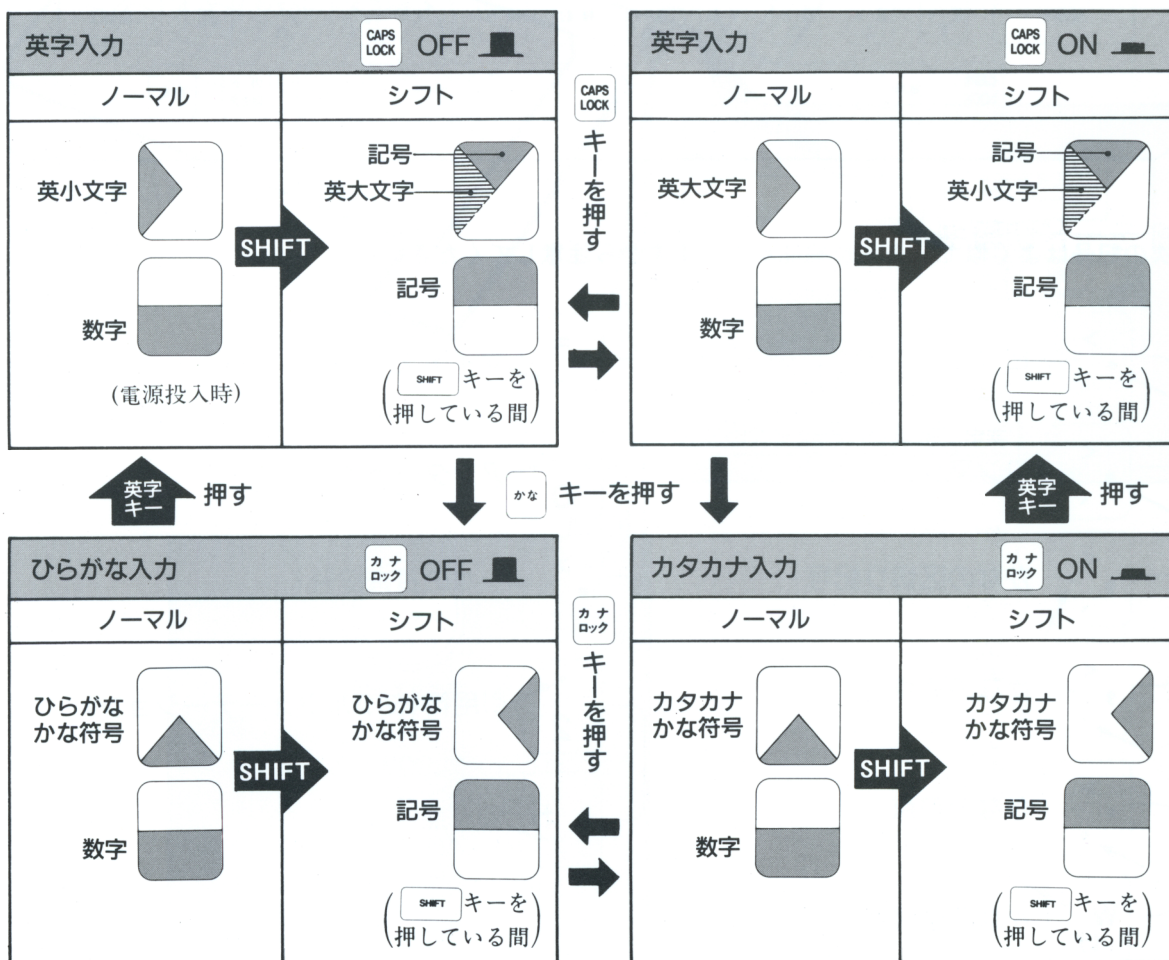 英字入力 CAPS LOCK OFF
ノーマル
シフト
英小文字
数字
(電源投入時)
SHIFT
記号
英大文字
記号
(SHIFT キーを
押している間)
CAPS LOCK キーを押す
英字入力 CAPS LOCK ON
ノーマル
シフト
英大文字
数字
SHIFT
記号
英小文字
記号
(SHIFT キーを
押している間)
英字キー 押す
かな キーを押す
英字キー 押す
ひらがな入力 カナロック OFF
ノーマル
シフト
ひらがな
かな符号
数字
SHIFT
ひらがな
かな符号
記号
(SHIFT キーを
押している間)
カナロック キーを押す
カタカナ入力 カナロック ON
ノーマル
シフト
カタカナ
かな符号
数字
SHIFT
カタカナ
かな符号
記号
(SHIFT キーを
押している間)